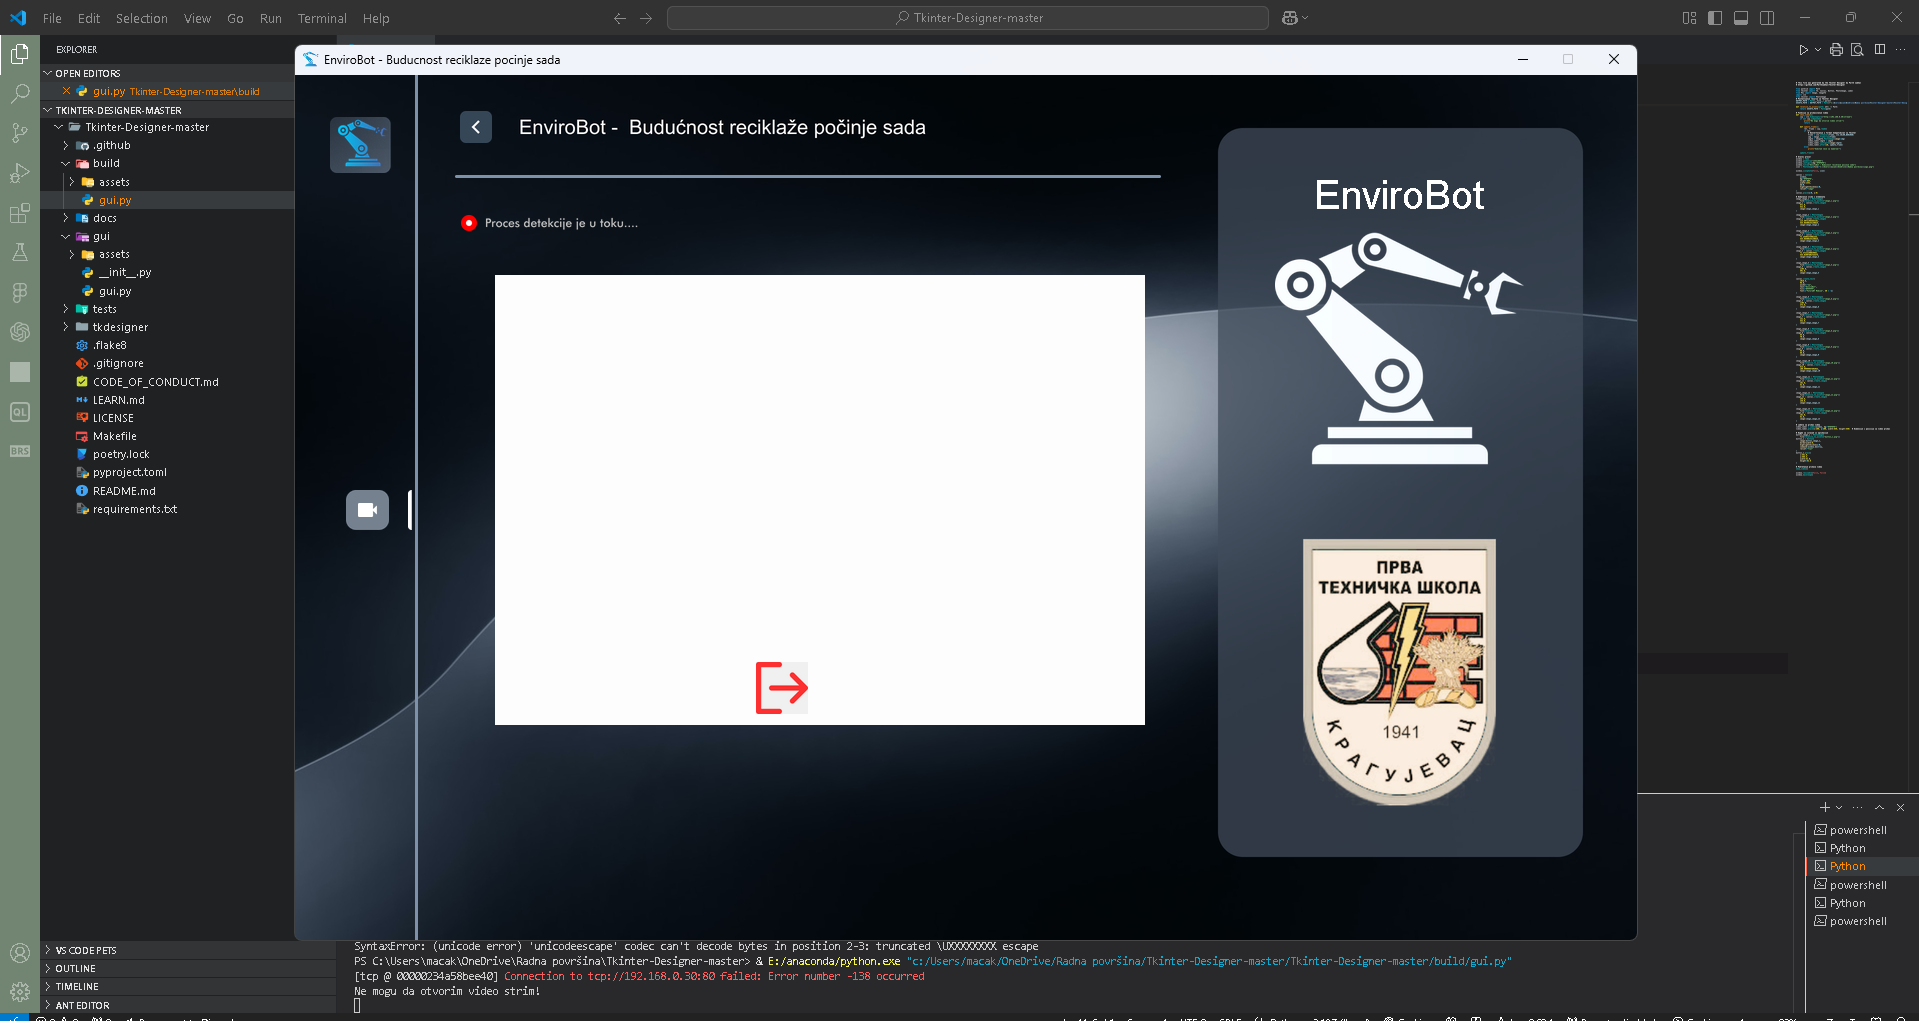 File Edit Selection View Go Run Terminal Help
Tkinter-Designer-master
EXPLORER
OPEN EDITORS
gui.py Tkinter-Designer-master\build
TKINTER-DESIGNER-MASTER
Tkinter-Designer-master
.github
build
assets
gui.py
docs
gui
assets
__init__.py
gui.py
tests
tkdesigner
.flake8
.gitignore
CODE_OF_CONDUCT.md
LEARN.md
LICENSE
Makefile
poetry.lock
pyproject.toml
README.md
requirements.txt
QL
BRS
VS CODE PETS
OUTLINE
TIMELINE
ANT EDITOR
EnviroBot - Buducnost reciklaze pocinje sada
EnviroBot - Budućnost reciklaže počinje sada
Proces detekcije je u toku....
EnviroBot
ПРВА
ТЕХНИЧКА ШКОЛА
1941
КРАГУЈЕВАЦ
powershell
Python
Python
powershell
Python
powershell
SyntaxError: (unicode error) 'unicodeescape' codec can't decode bytes in position 2-3: truncated \UXXXXXXXX escape
PS C:\Users\macak\OneDrive\Radna površina\Tkinter-Designer-master> & E:/anaconda/python.exe "c:/Users/macak/OneDrive/Radna površina/Tkinter-Designer-master/Tkinter-Designer-master/build/gui.py"
[tcp @ 00000234a58bee40] Connection to tcp://192.168.0.30:80 failed: Error number -138 occurred
Ne mogu da otvorim video strim!